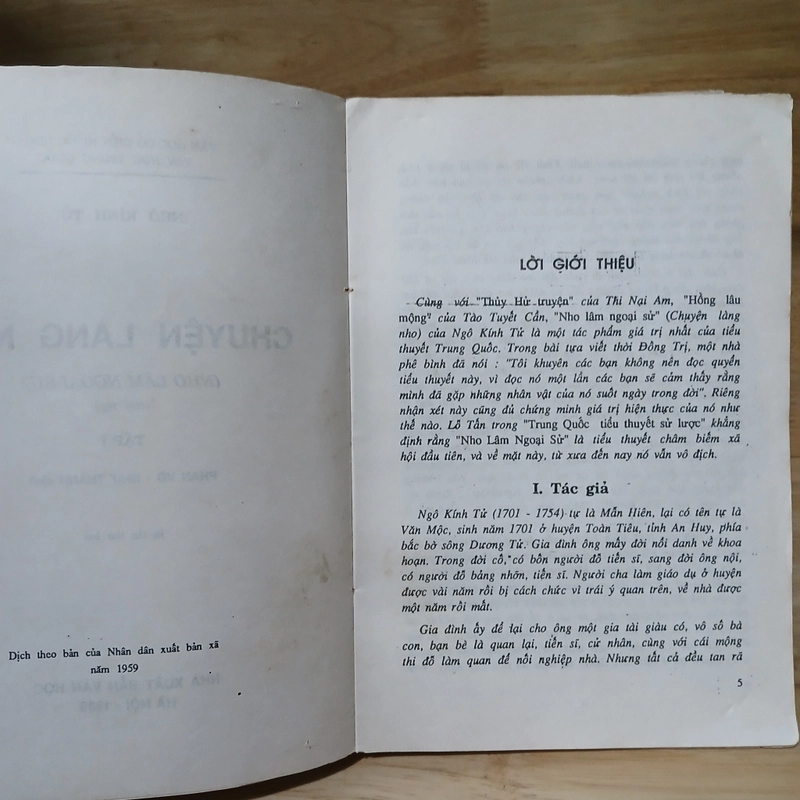 Dịch theo bản của Nhân dân xuất bản xã
năm 1959
LỜI GIỚI THIỆU
Cùng với "Thủy Hử truyện" của Thi Nại Am, "Hồng lâu
mộng" của Tào Tuyết Cần, "Nho lâm ngoại sử" (Chuyện làng
nho) của Ngô Kính Tử là một tác phẩm giá trị nhất của tiểu
thuyết Trung Quốc. Trong bài tựa viết thời Đồng Trị, một nhà
phê bình đã nói : "Tôi khuyên các bạn không nên đọc quyển
tiểu thuyết này, vì đọc nó một lần các bạn sẽ cảm thấy rằng
mình đã gặp những nhân vật của nó suốt ngày trong đời". Riêng
nhận xét này cũng đủ chứng minh giá trị hiện thực của nó như
thế nào. Lỗ Tấn trong "Trung Quốc tiểu thuyết sử lược" khẳng
định rằng "Nho Lâm Ngoại Sử" là tiểu thuyết châm biếm xã
hội đầu tiên, và về mặt này, từ xưa đến nay nó vẫn vô địch.
I. Tác giả
Ngô Kính Tử (1701 - 1754) tự là Mẫn Hiên, lại có tên tự là
Văn Mộc, sinh năm 1701 ở huyện Toàn Tiêu, tỉnh An Huy, phía
bắc bờ sông Dương Tử. Gia đình ông mấy đời nổi danh về khoa
hoạn. Trong đời cố, có bốn người đỗ tiến sĩ, sang đời ông nội,
có người đỗ bảng nhỡn, tiến sĩ. Người cha làm giáo dụ ở huyện
được vài năm rồi bị cách chức vì trái ý quan trên, về nhà được
một năm rồi mất.
Gia đình ấy để lại cho ông một gia tài giàu có, vô số bà
con, bạn bè là quan lại, tiến sĩ, cử nhân, cùng với cái mộng
thi đỗ làm quan để nối nghiệp nhà. Nhưng tất cả đều tan rã
5